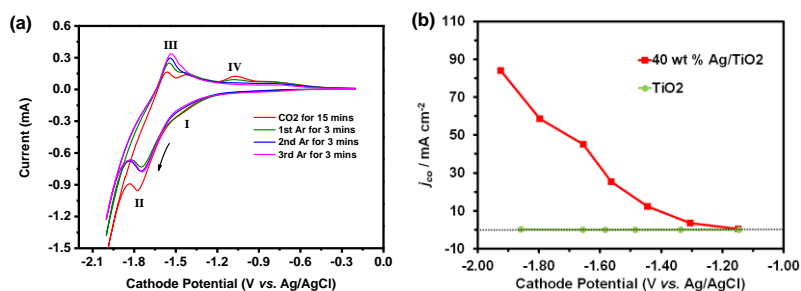 (a)
0.6
0.3
0.0
-0.3
-0.6
-0.9
-1.2
-1.5
Current (mA)
III
IV
I
II
CO2 for 15 mins
1st Ar for 3 mins
2nd Ar for 3 mins
3rd Ar for 3 mins
-2.1
-1.8
-1.5
-1.2
-0.9
-0.6
-0.3
0.0
Cathode Potential (V vs. Ag/AgCl)
(b)
110
90
70
50
30
10
-10
jco / mA cm-2
40 wt % Ag/TiO2
TiO2
-2.00
-1.80
-1.60
-1.40
-1.20
-1.00
Cathode Potential (V vs. Ag/AgCl)